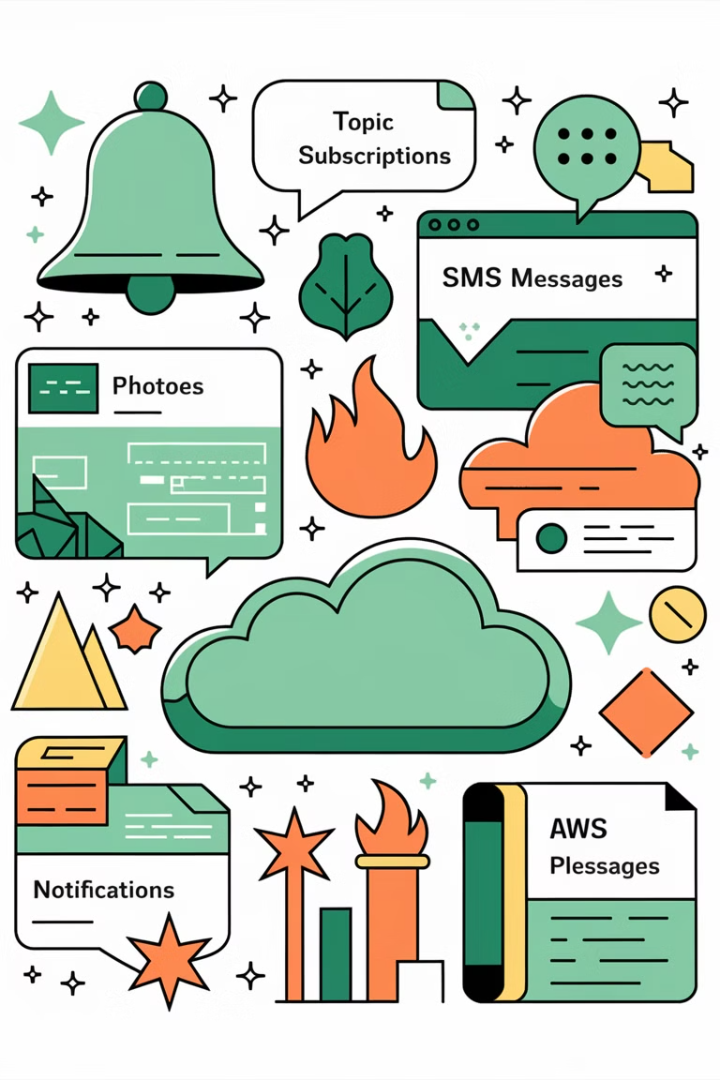 Topic
Subscriptions
SMS Messages
Photoes
Notifications
AWS
Plessages